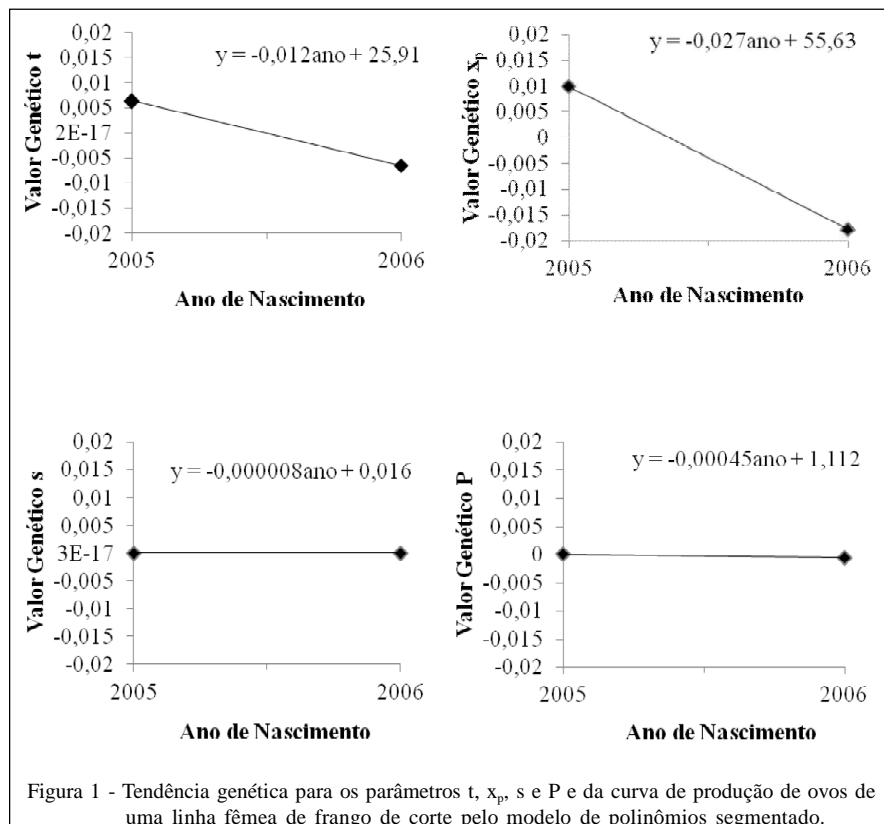 Valor Genético t
0,02
0,015
0,01
0,005
2E-17
-0,005
-0,01
-0,015
-0,02
y = -0,012ano + 25,91
2005
2006
Ano de Nascimento
Valor Genético xp
0,02
0,015
0,01
0,005
0
-0,005
-0,01
-0,015
-0,02
y = -0,027ano + 55,63
2005
2006
Ano de Nascimento
Valor Genético s
0,02
0,015
0,01
0,005
3E-17
-0,005
-0,01
-0,015
-0,02
y = -0,000008ano + 0,016
2005
2006
Ano de Nascimento
Valor Genético P
0,02
0,015
0,01
0,005
0
-0,005
-0,01
-0,015
-0,02
y = -0,00045ano + 1,112
2005
2006
Ano de Nascimento
Figura 1 - Tendência genética para os parâmetros t, xp, s e P e da curva de produção de ovos de
uma linha fêmea de frango de corte pelo modelo de polinômios segmentado.